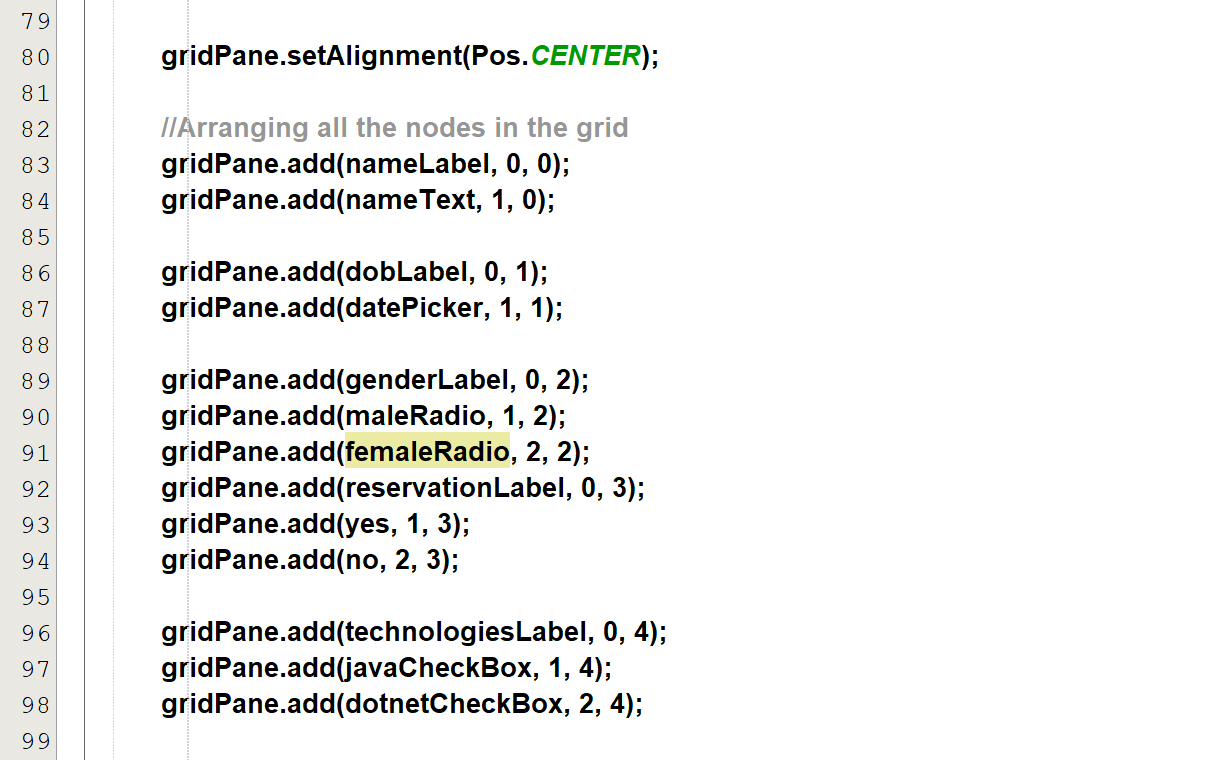 79
80 gridPane.setAlignment(Pos.CENTER);
81
82 //Arranging all the nodes in the grid
83 gridPane.add(nameLabel, 0, 0);
84 gridPane.add(nameText, 1, 0);
85
86 gridPane.add(dobLabel, 0, 1);
87 gridPane.add(datePicker, 1, 1);
88
89 gridPane.add(genderLabel, 0, 2);
90 gridPane.add(maleRadio, 1, 2);
91 gridPane.add(femaleRadio, 2, 2);
92 gridPane.add(reservationLabel, 0, 3);
93 gridPane.add(yes, 1, 3);
94 gridPane.add(no, 2, 3);
95
96 gridPane.add(technologiesLabel, 0, 4);
97 gridPane.add(javaCheckBox, 1, 4);
98 gridPane.add(dotnetCheckBox, 2, 4);
99